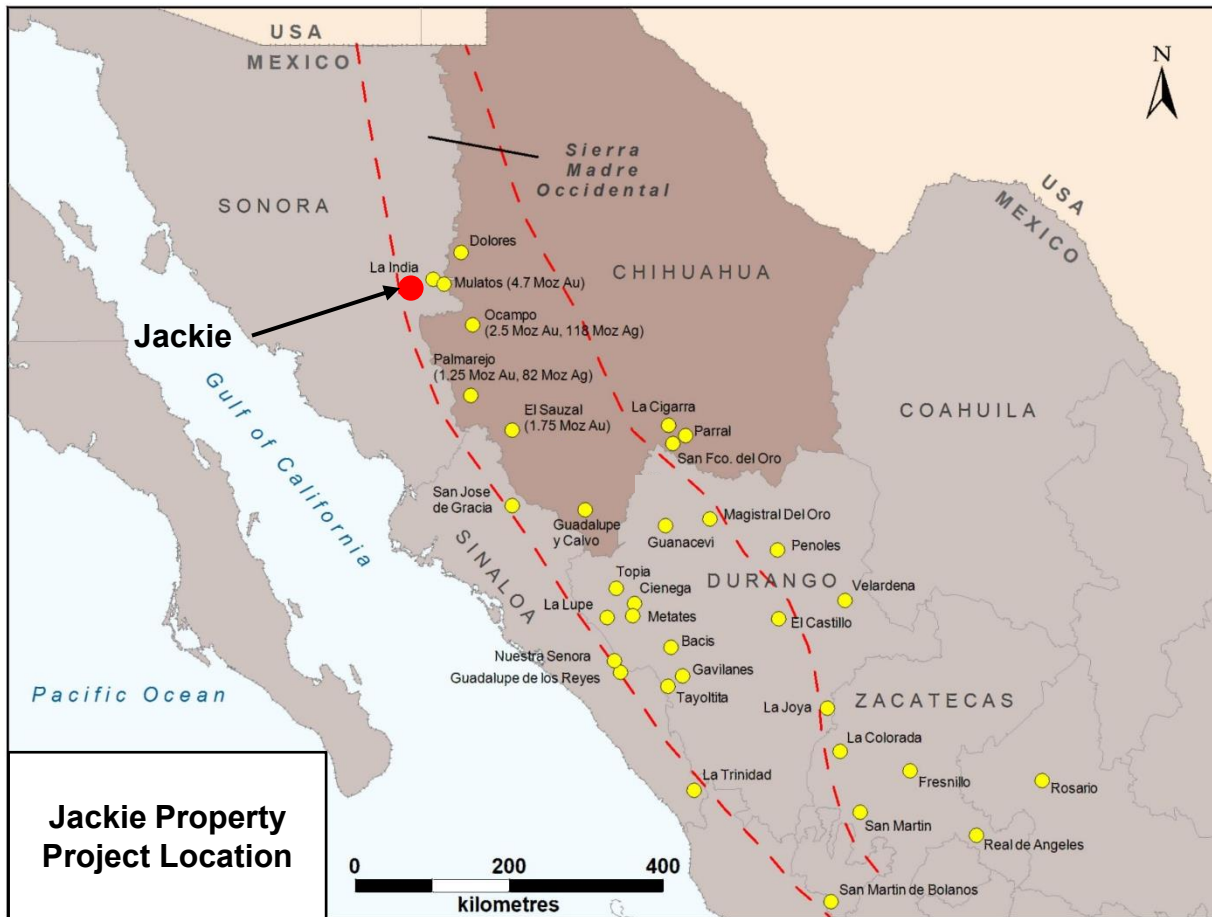 USA
MEXICO
N
Sierra
Madre
Occidental
USA
MEXICO
SONORA
Dolores
La India
CHIHUAHUA
Mulatos (4.7 Moz Au)
Jackie
Ocampo
(2.5 Moz Au, 118 Moz Ag)
Palmarejo
(1.25 Moz Au, 82 Moz Ag)
El Sauzal
(1.75 Moz Au)
La Cigarra
Parral
San Fco. del Oro
COAHUILA
Gulf of California
San Jose
de Gracia
Guadalupe
y Calvo
Magistral Del Oro
Guanacevi
Penoles
SINALOA
Topia
Cienega
DURANGO
Velardena
La Lupe
Metates
El Castillo
Bacis
Nuestra Senora
Gavilanes
Guadalupe de los Reyes
Tayoltita
Pacific Ocean
La Joya
ZACATECAS
La Colorada
La Trinidad
Fresnillo
Rosario
San Martin
Real de Angeles
San Martin de Bolanos
Jackie Property
Project Location
0 200 400
kilometres